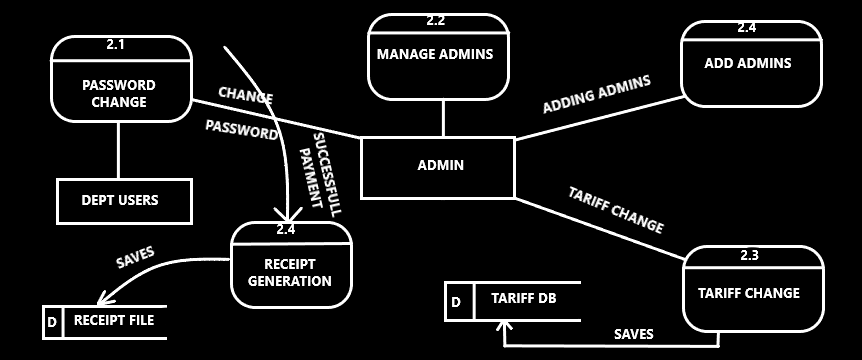 2.1
PASSWORD
CHANGE
DEPT USERS
CHANGE
PASSWORD
2.2
MANAGE ADMINS
ADMIN
ADDING ADMINS
2.4
ADD ADMINS
TARIFF CHANGE
2.3
TARIFF CHANGE
SUCCESSFULL
PAYMENT
2.4
RECEIPT
GENERATION
SAVES
D RECEIPT FILE
D TARIFF DB
SAVES